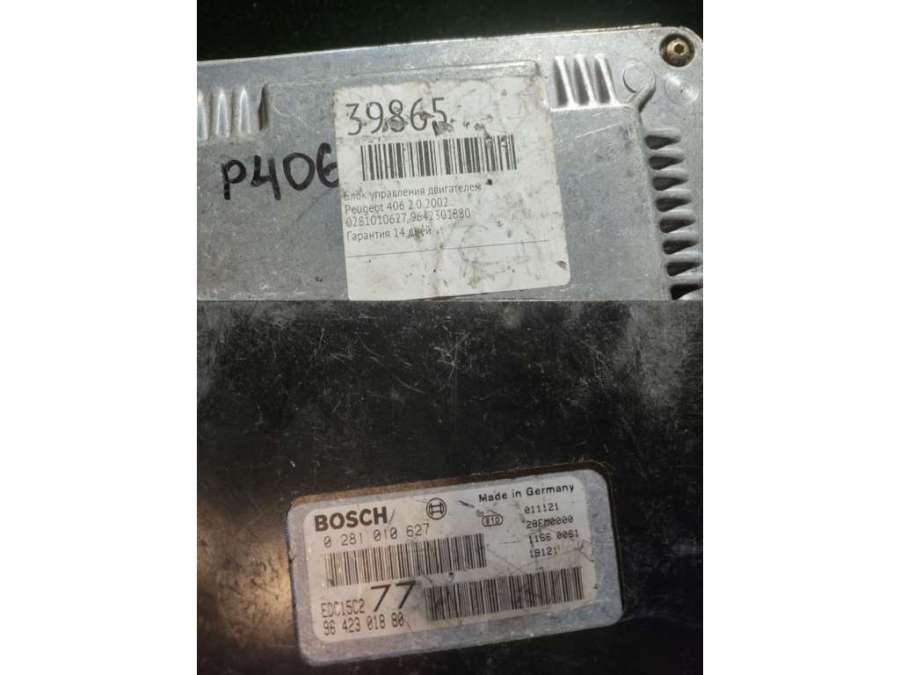 39865
P406
Блок управления двигателем
Peugeot 406 2.0 2002
0281010627,9642301880
Гарантия 14 дней
Made in Germany
BOSCH
0 281 010 627
011121
28FM0000
1166 0061
19121
EDC15C2 77
96 423 018 80